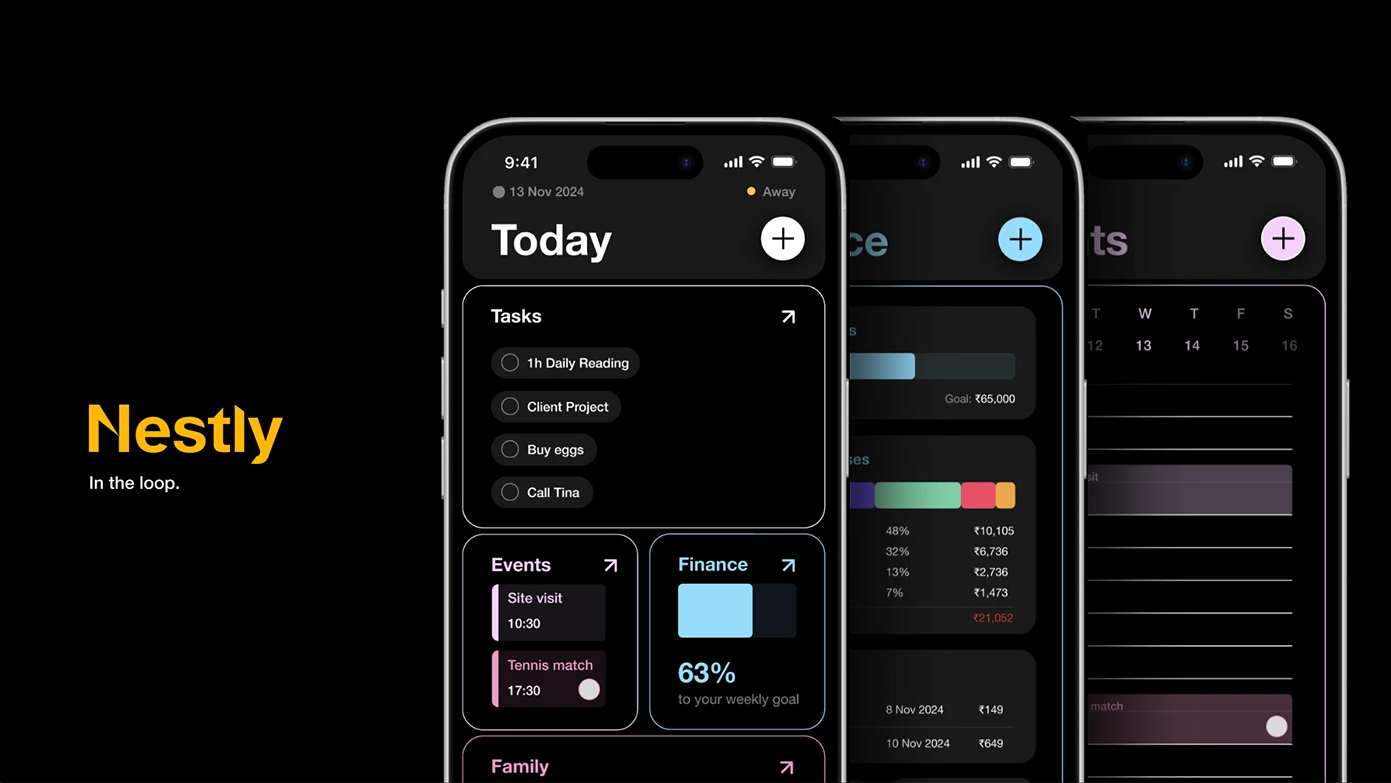 Nestly
In the loop.
9:41
13 Nov 2024
Away
Today
Tasks
1h Daily Reading
Client Project
Buy eggs
Call Tina
Events
Site visit
10:30
Tennis match
17:30
Finance
63%
to your weekly goal
Family
ce
s
Goal: ₹65,000
ses
48% ₹10,105
32% ₹6,736
13% ₹2,736
7% ₹1,473
₹21,052
8 Nov 2024 ₹149
10 Nov 2024 ₹649
ts
T W T F S
12 13 14 15 16
sit
match